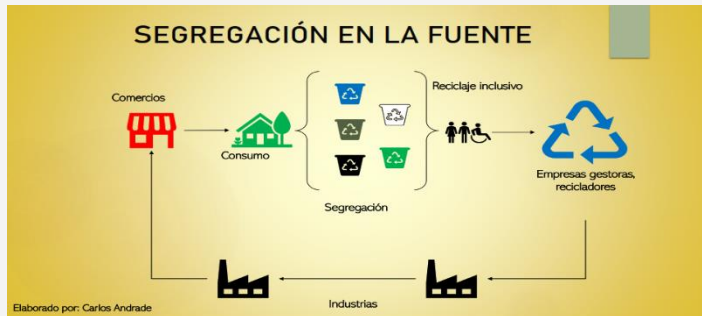 SEGREGACIÓN EN LA FUENTE
Comercios
Reciclaje inclusivo
Consumo
Empresas gestoras,
recicladores
Segregación
Industrias
Elaborado por: Carlos Andrade